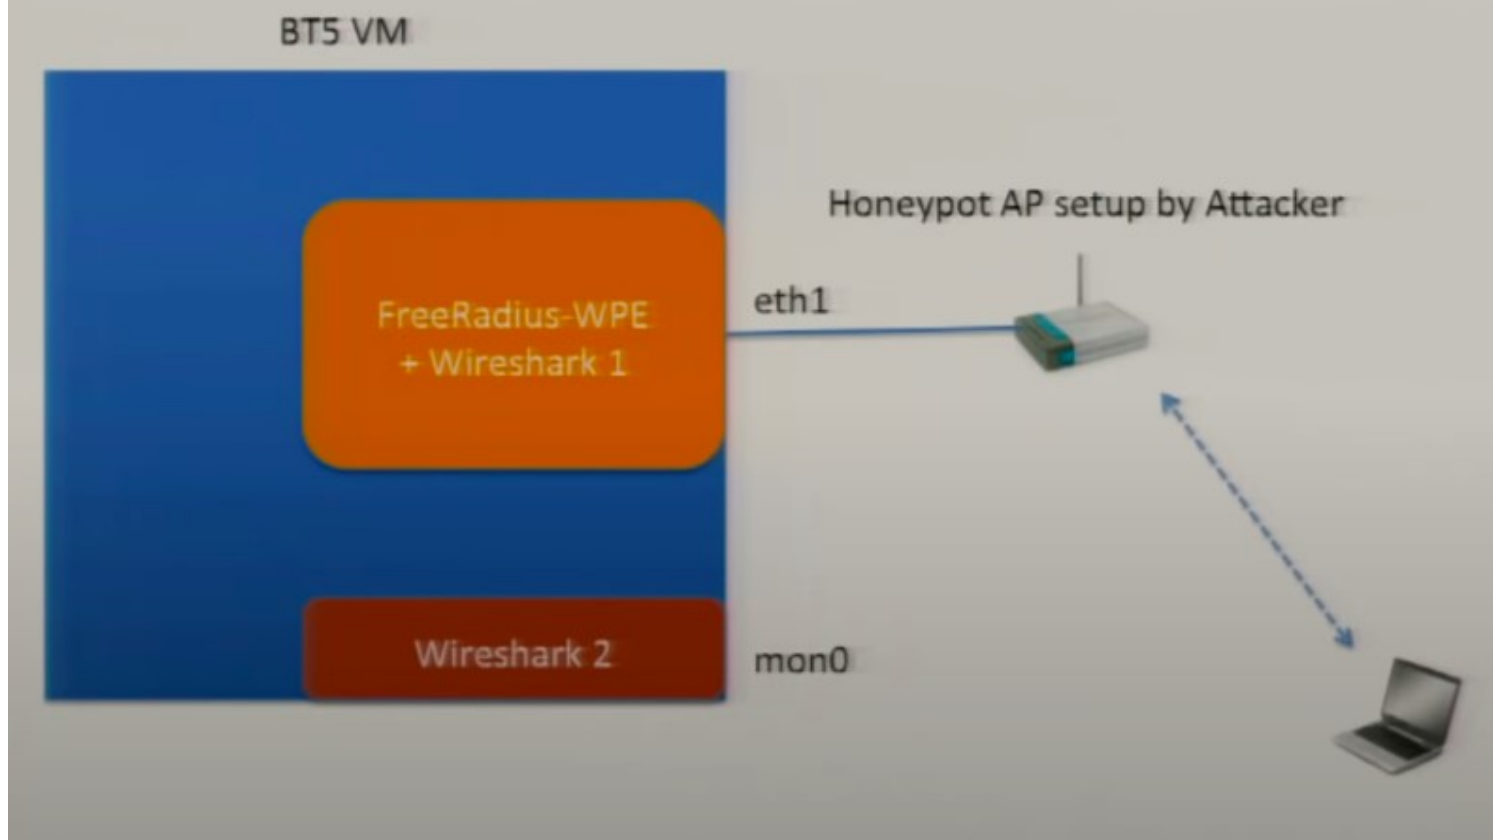 BT5 VM
Honeypot AP setup by Attacker
eth1
FreeRadius-WPE
+ Wireshark 1
Wireshark 2
mon0